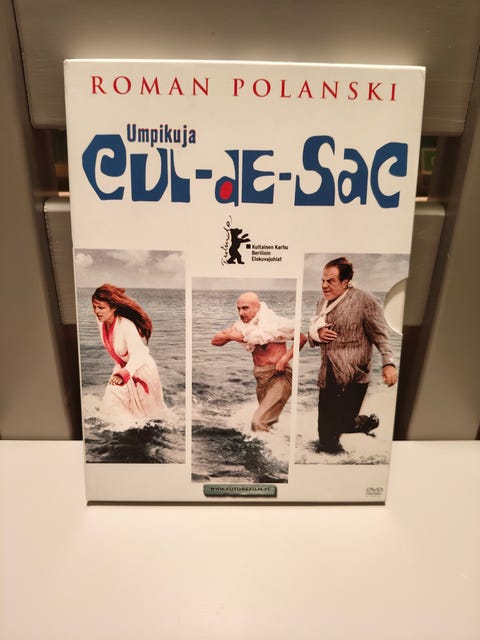 ROMAN POLANSKI
Umpikuja
CUL-DE-SAC
Kultainen Karhu
Berliinin
Elokuvajuhlat
WWW.FUTUREFILM.FI
DVD